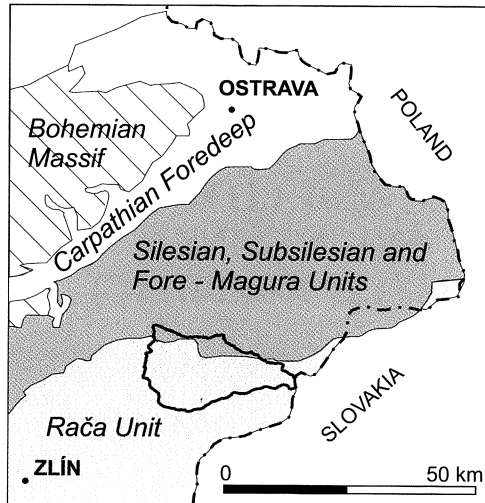 OSTRAVA
POLAND
Bohemian
Massif
Carpathian Foredeep
Silesian, Subsilesian and
Fore - Magura Units
SLOVAKIA
Rača Unit
ZLÍN
0
50 km